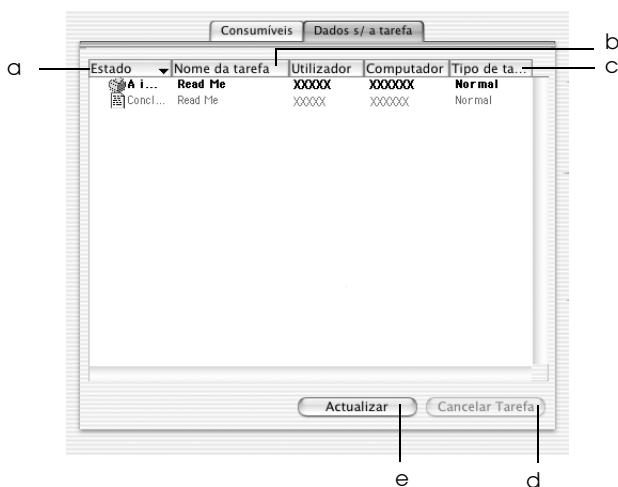 Consumíveis Dados s/ a tarefa
b
a Estado Nome da tarefa Utilizador Computador Tipo de ta... c
A i... Read Me XXXXX XXXXXX Normal
Concl... Read Me XXXXX XXXXXX Normal
Actualizar Cancelar Tarefa
e d